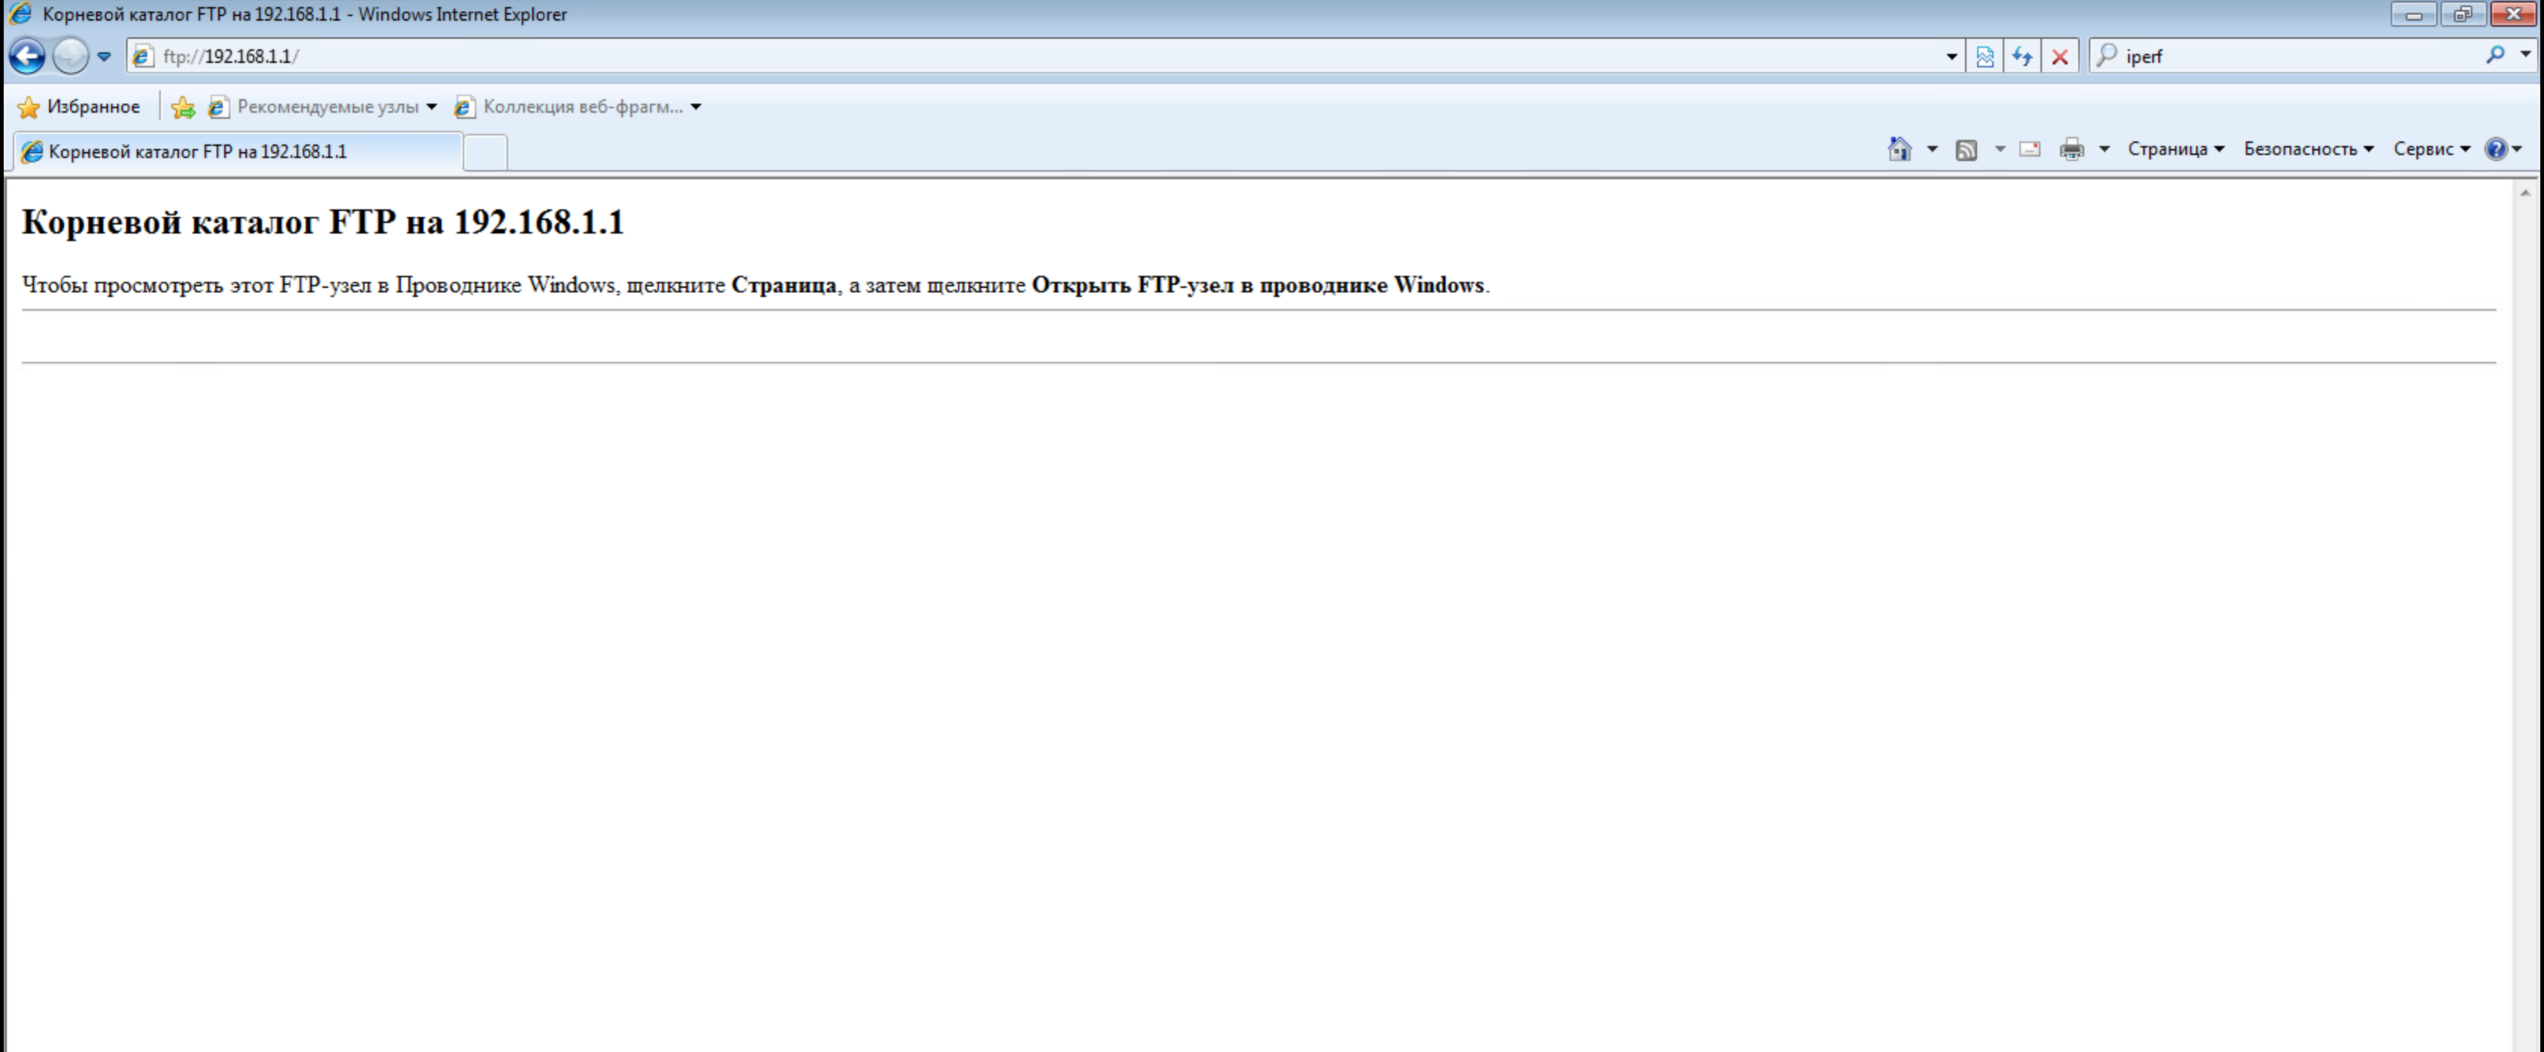 Корневой каталог FTP на 192.168.1.1 - Windows Internet Explorer
ftp://192.168.1.1/
iperf
Избранное Рекомендуемые узлы Коллекция веб-фрагм...
Корневой каталог FTP на 192.168.1.1
Страница Безопасность Сервис
Корневой каталог FTP на 192.168.1.1
Чтобы просмотреть этот FTP-узел в Проводнике Windows, щелкните Страница, а затем щелкните Открыть FTP-узел в проводнике Windows.